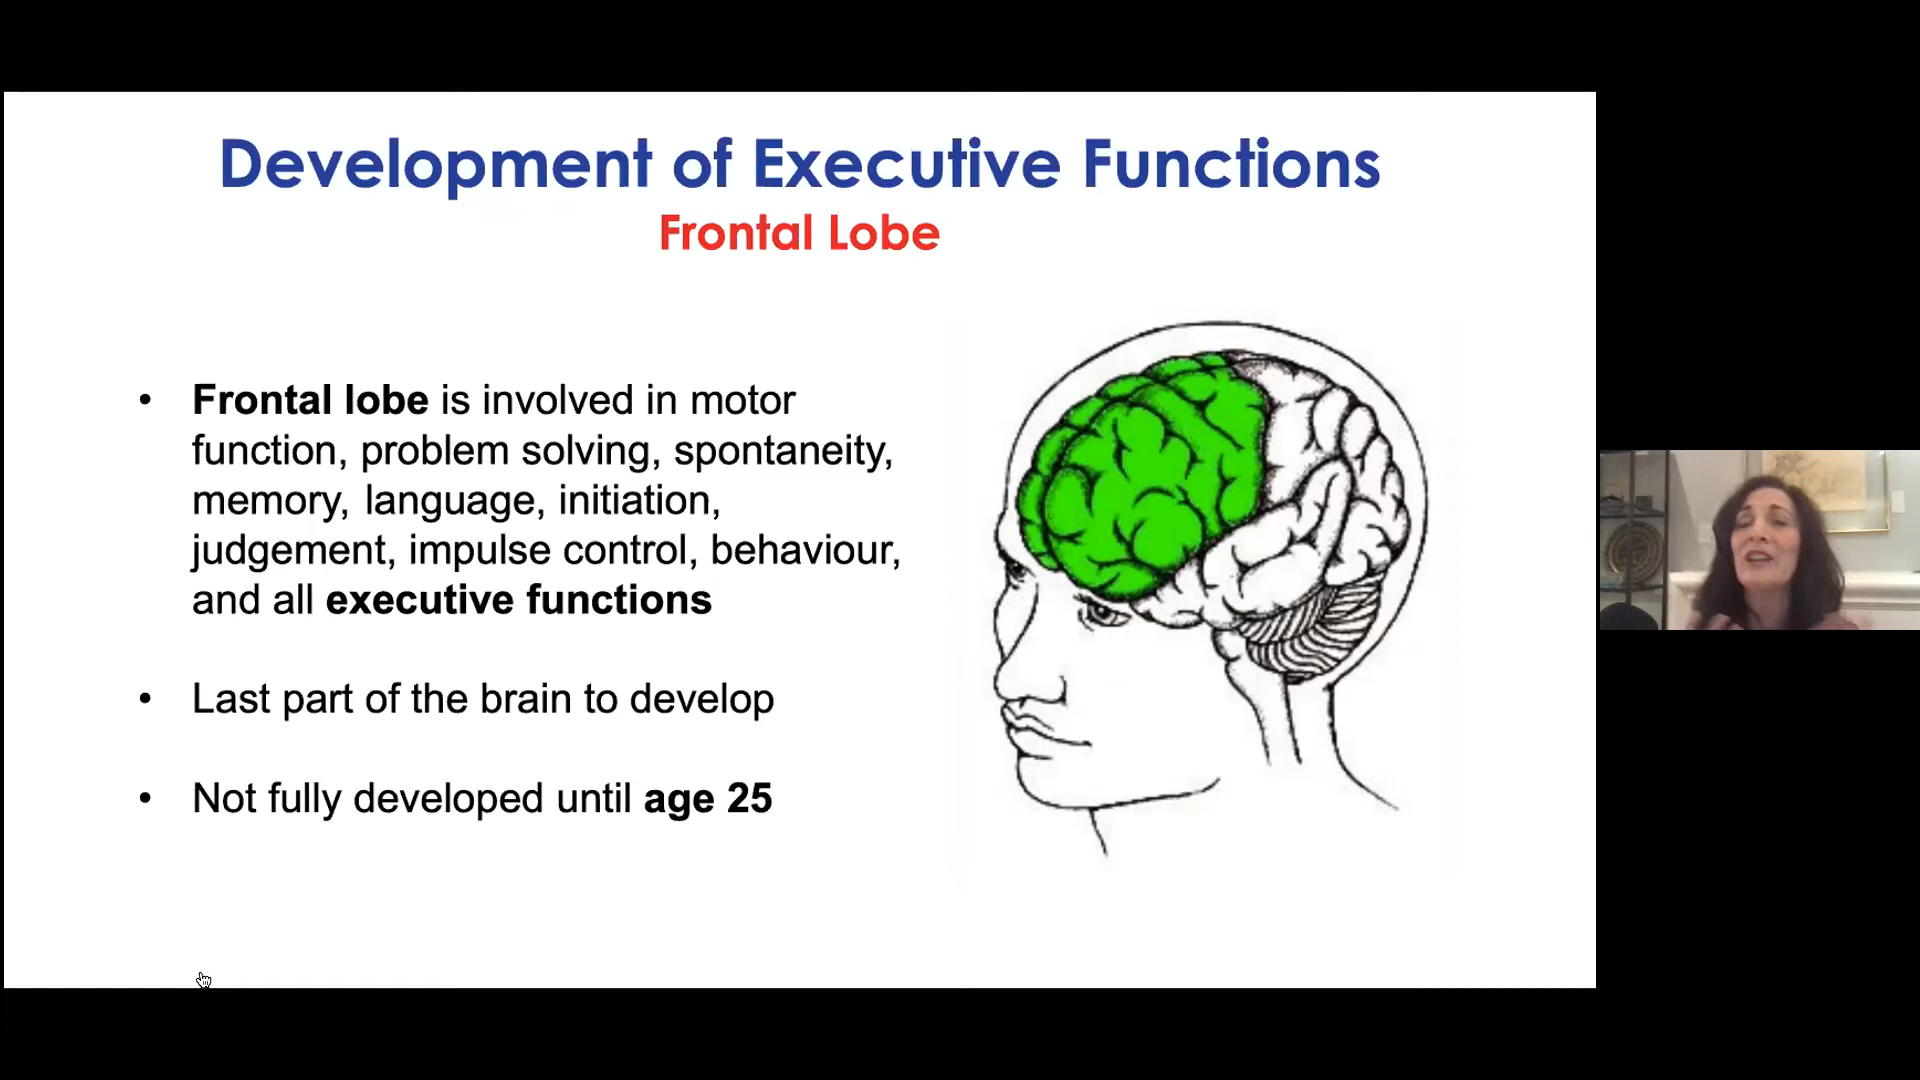 Development of Executive Functions
Frontal Lobe
• Frontal lobe is involved in motor
function, problem solving, spontaneity,
memory, language, initiation,
judgement, impulse control, behaviour,
and all executive functions
• Last part of the brain to develop
• Not fully developed until age 25